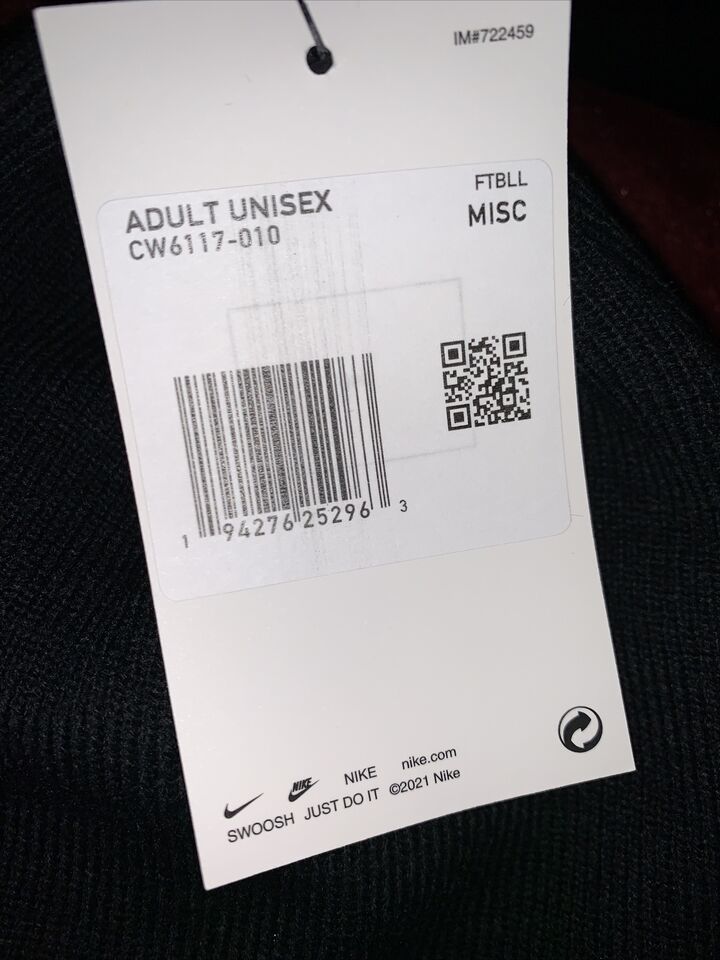 IM#722459
ADULT UNISEX
CW6117-010
FTBLL
MISC
1 94276 25296 3
NIKE
NIKE nike.com
SWOOSH JUST DO IT ©2021 Nike